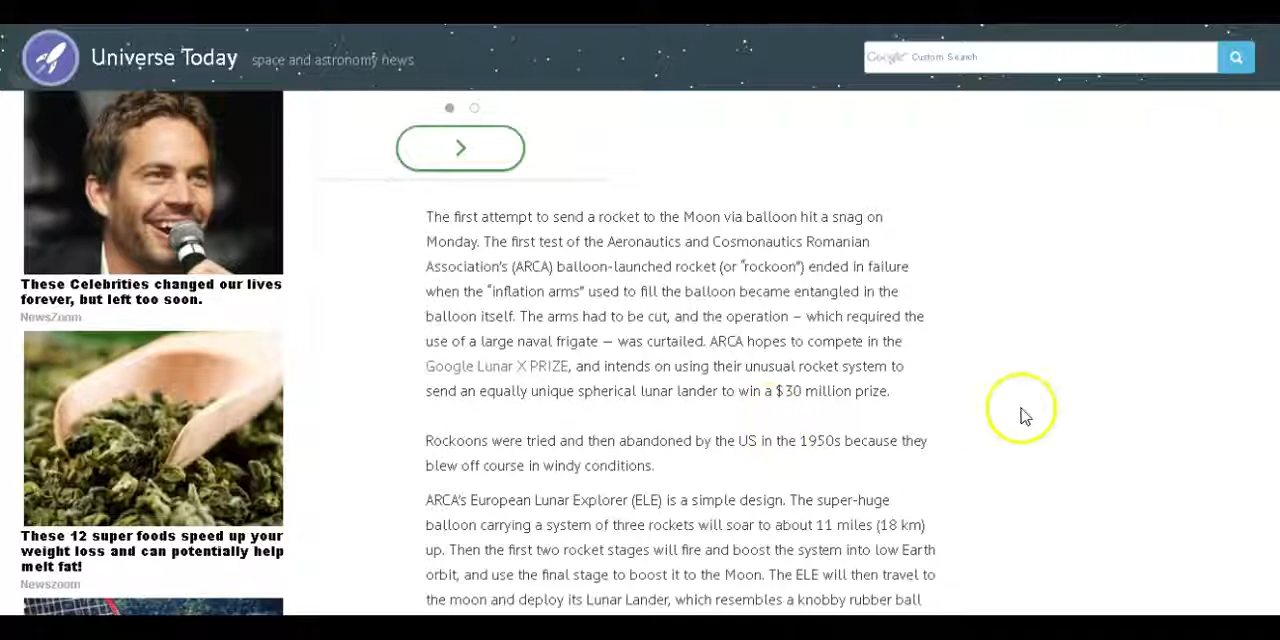 Universe Today space and astronomy news
Google Custom Search
These Celebrities changed our lives
forever, but left too soon.
NewsZoom
These 12 super foods speed up your
weight loss and can potentially help
melt fat!
Newszoom
The first attempt to send a rocket to the Moon via balloon hit a snag on
Monday. The first test of the Aeronautics and Cosmonautics Romanian
Association's (ARCA) balloon-launched rocket (or “rockoon”) ended in failure
when the “inflation arms” used to fill the balloon became entangled in the
balloon itself. The arms had to be cut, and the operation – which required the
use of a large naval frigate – was curtailed. ARCA hopes to compete in the
Google Lunar X PRIZE, and intends on using their unusual rocket system to
send an equally unique spherical lunar lander to win a $30 million prize.
Rockoons were tried and then abandoned by the US in the 1950s because they
blew off course in windy conditions.
ARCA's European Lunar Explorer (ELE) is a simple design. The super-huge
balloon carrying a system of three rockets will soar to about 11 miles (18 km)
up. Then the first two rocket stages will fire and boost the system into low Earth
orbit, and use the final stage to boost it to the Moon. The ELE will then travel to
the moon and deploy its Lunar Lander, which resembles a knobby rubber ball